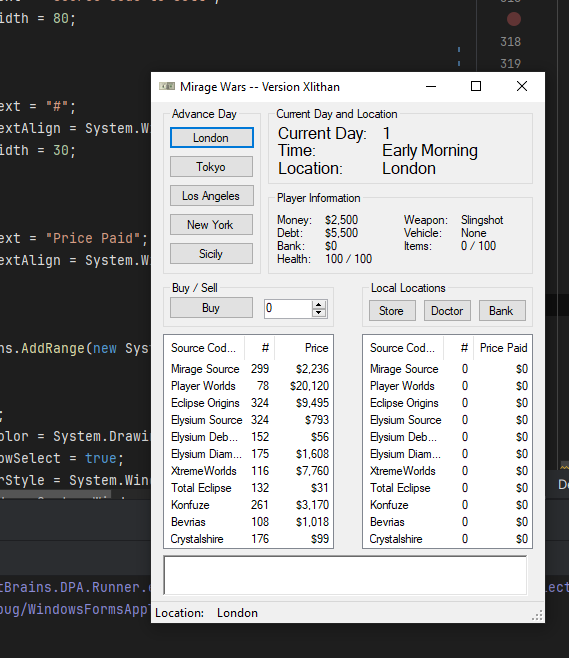 idth = 80;
318
319
ext = "#";
extAlign = System.Wi
idth = 30;
ext = "Price Paid";
extAlign = System.Wi
ns.AddRange(new Syst
;
olor = System.Drawin
owSelect = true;
rStyle = System.Wind
tBrains.DPA.Runner.e
bug/WindowsFormsAppl
Mirage Wars -- Version Xlithan
Advance Day
London
Tokyo
Los Angeles
New York
Sicily
Current Day and Location
Current Day: 1
Time: Early Morning
Location: London
Player Information
Money: $2,500 Weapon: Slingshot
Debt: $5,500 Vehicle: None
Bank: $0 Items: 0 / 100
Health: 100 / 100
Buy / Sell
Buy 0
Local Locations
Store Doctor Bank
Source Cod... # Price
Mirage Source 299 $2,236
Player Worlds 78 $20,120
Eclipse Origins 324 $9,495
Elysium Source 324 $793
Elysium Deb... 152 $56
Elysium Diam... 175 $1,608
XtremeWorlds 116 $7,760
Total Eclipse 132 $31
Konfuze 261 $3,170
Bevrias 108 $1,018
Crystalshire 176 $99
Source Cod... # Price Paid
Mirage Source 0 $0
Player Worlds 0 $0
Eclipse Origins 0 $0
Elysium Source 0 $0
Elysium Deb... 0 $0
Elysium Diam... 0 $0
XtremeWorlds 0 $0
Total Eclipse 0 $0
Konfuze 0 $0
Bevrias 0 $0
Crystalshire 0 $0
Location: London
De
lect